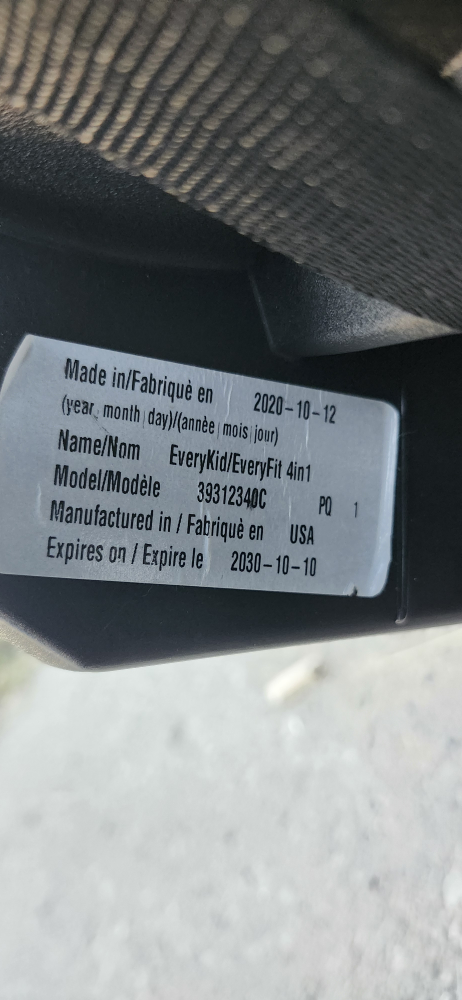 Made in/Fabriquè en 2020-10-12
(year month day)/(annèe mois jour)
Name/Nom EveryKid/EveryFit 4in1
Model/Modèle 39312340C PQ 1
Manufactured in / Fabriquè en USA
Expires on / Expire le 2030-10-10